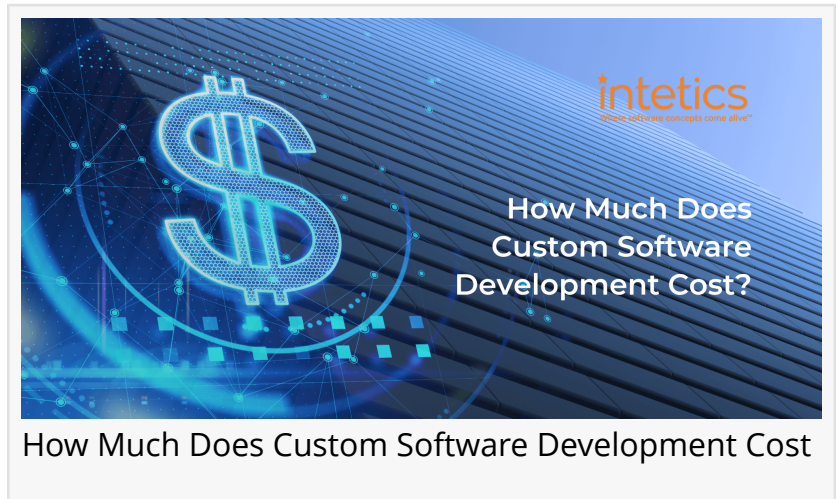 intetics
Where software concepts come alive™
How Much Does
Custom Software
Development Cost?
How Much Does Custom Software Development Cost